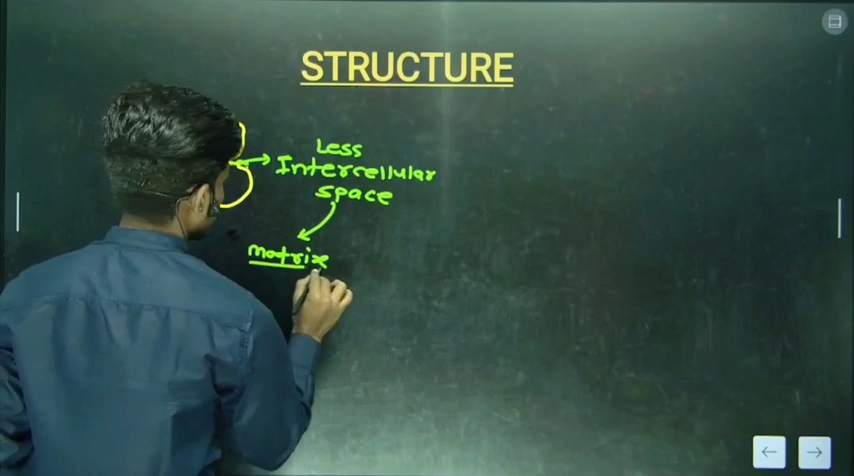 STRUCTURE
Less
Intercellular
space
matrix